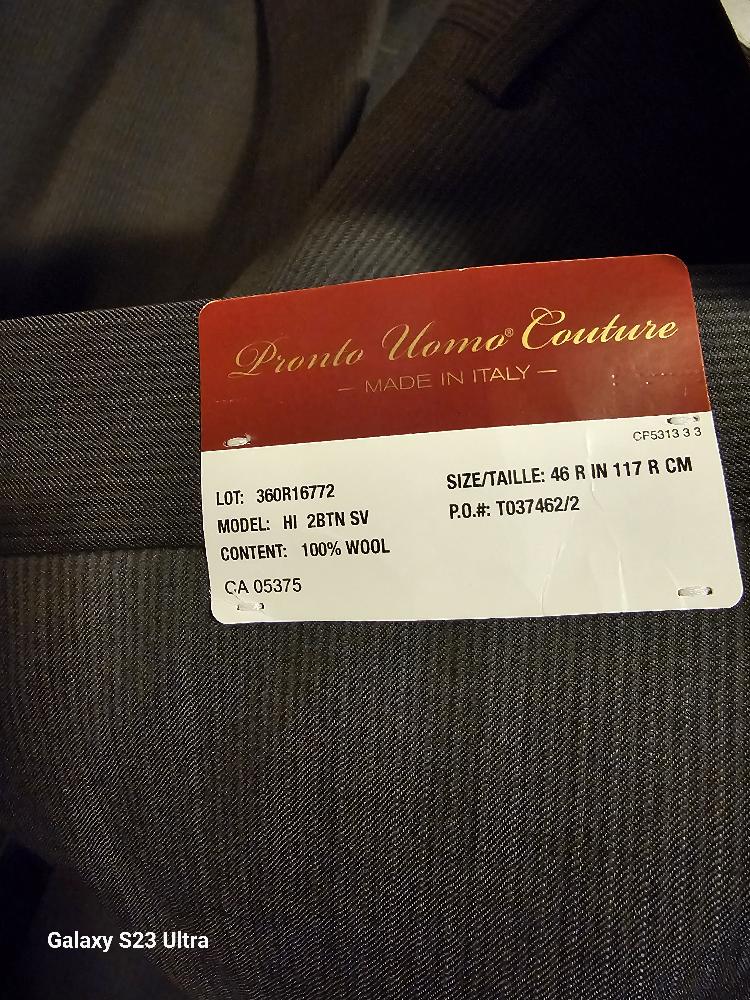 Pronto Uomo® Couture
— MADE IN ITALY —
CP5313 3 3
LOT: 360R16772
SIZE/TAILLE: 46 R IN 117 R CM
MODEL: HI 2BTN SV
P.O.#: T037462/2
CONTENT: 100% WOOL
CA 05375
Galaxy S23 Ultra